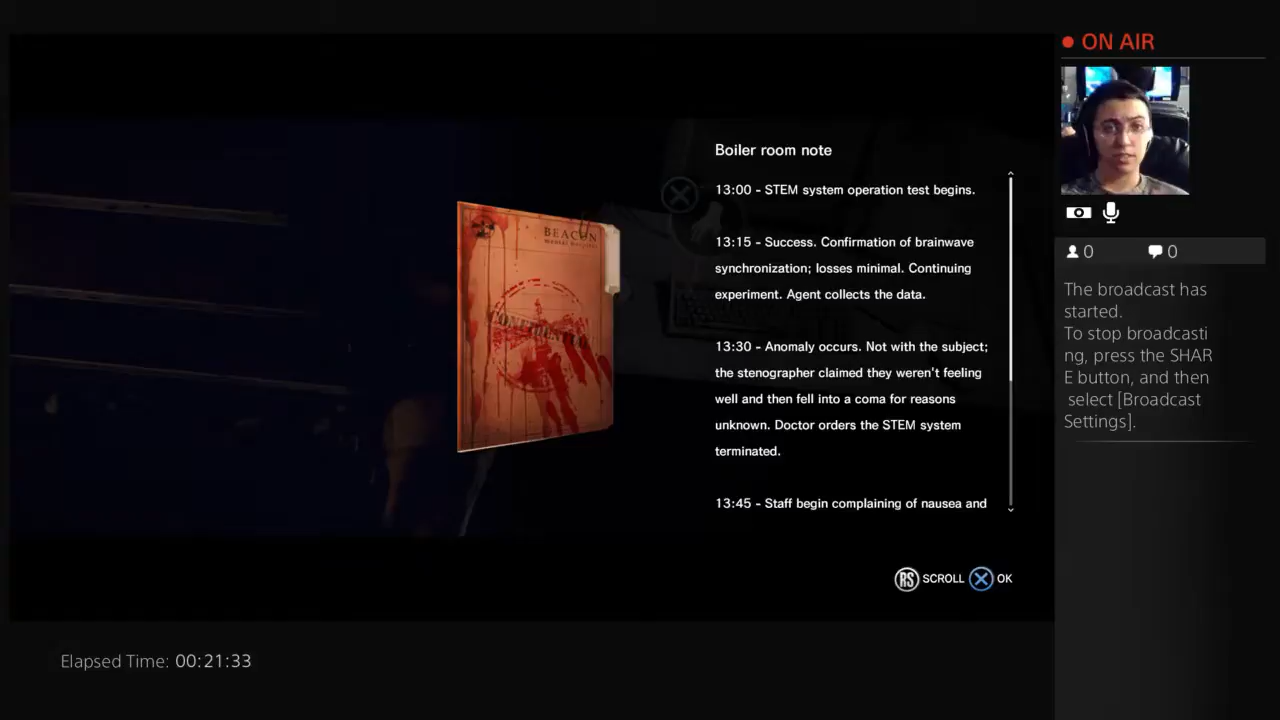 ON AIR
Boiler room note
13:00 - STEM system operation test begins.
13:15 - Success. Confirmation of brainwave
synchronization; losses minimal. Continuing
experiment. Agent collects the data.
13:30 - Anomaly occurs. Not with the subject;
the stenographer claimed they weren't feeling
well and then fell into a coma for reasons
unknown. Doctor orders the STEM system
terminated.
13:45 - Staff begin complaining of nausea and
RS SCROLL OK
BEACON
mental hospital
CONFIDENTIAL
0 0
The broadcast has
started.
To stop broadcasti
ng, press the SHAR
E button, and then
select [Broadcast
Settings].
Elapsed Time: 00:21:33